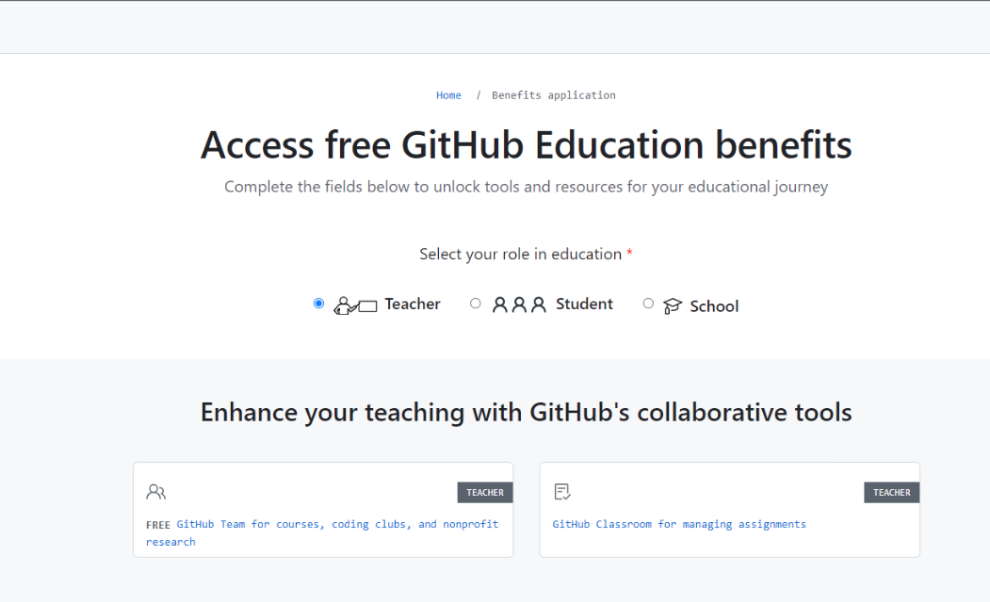 Home / Benefits application
Access free GitHub Education benefits
Complete the fields below to unlock tools and resources for your educational journey
Select your role in education *
Teacher Student School
Enhance your teaching with GitHub's collaborative tools
TEACHER
FREE GitHub Team for courses, coding clubs, and nonprofit
research
TEACHER
GitHub Classroom for managing assignments